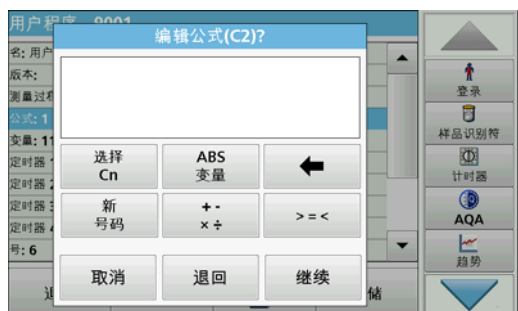 用户程序 9001
编辑公式(C2)?
名: 用户
版本:
测量过程
公式: 1
变量: 11
定时器
定时器
定时器
定时器
号: 6
选择
Cn
ABS
变量
新
号码
+ -
× ÷
> = <
取消
退回
继续
储
登录
样品识别符
计时器
AQA
趋势